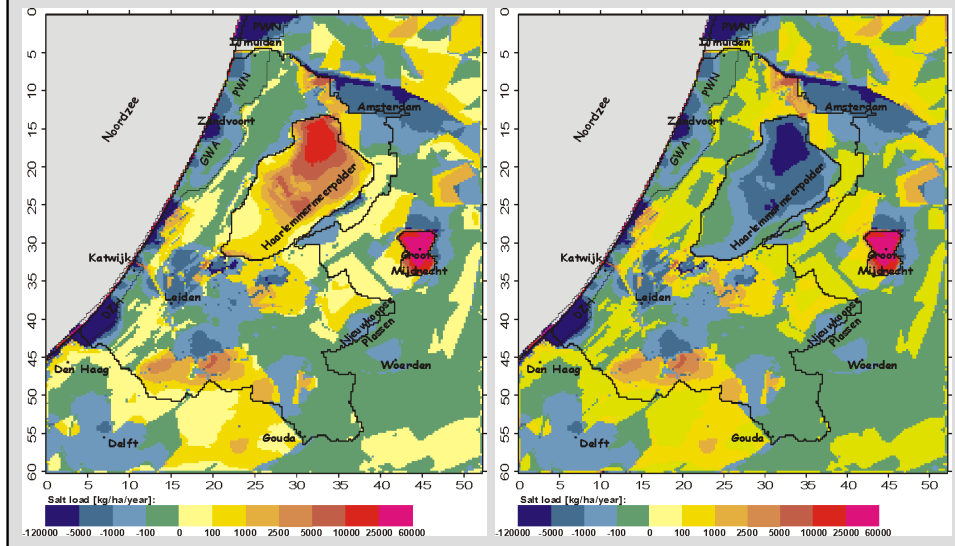 PWN
IJmuiden
PWN
Amsterdam
Zandvoort
GWA
Noordzee
Haarlemmermeerpolder
Katwijk
Groot
Mijdrecht
Leiden
DZH
Nieuwkoopse
Plassen
Den Haag
Woerden
Gouda
Delft
0
5
10
15
20
25
30
35
40
45
50
55
60
0 5 10 15 20 25 30 35 40 45 50
Salt load [kg/ha/year]:
-120000 -5000 -1000 -100 0 100 1000 2500 5000 10000 25000 60000
PWN
IJmuiden
PWN
Amsterdam
Zandvoort
GWA
Noordzee
Haarlemmermeerpolder
Katwijk
Groot
Mijdrecht
Leiden
DZH
Nieuwkoopse
Plassen
Den Haag
Woerden
Gouda
Delft
0
5
10
15
20
25
30
35
40
45
50
55
60
0 5 10 15 20 25 30 35 40 45 50
Salt load [kg/ha/year]:
-120000 -5000 -1000 -100 0 100 1000 2500 5000 10000 25000 60000